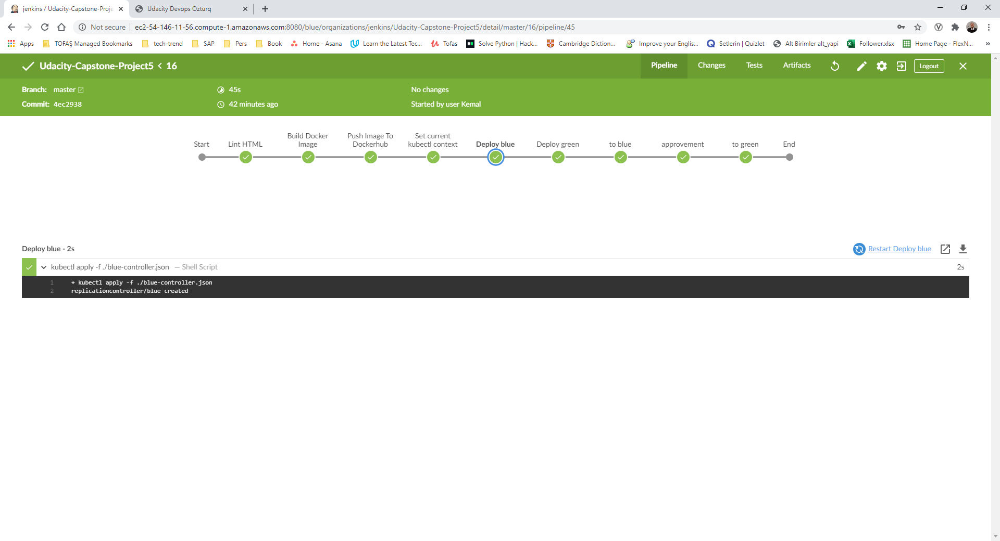 jenkins / Udacity-Capstone-Proje
Udacity Devops Ozturq
Not secure
ec2-54-146-11-56.compute-1.amazonaws.com:8080/blue/organizations/jenkins/Udacity-Capstone-Project5/detail/master/16/pipeline/45
Apps
TOFAŞ Managed Bookmarks
tech-trend
SAP
Pers
Book
Home - Asana
Learn the Latest Tec...
Tofas
Solve Python | Hack...
Cambridge Diction...
Improve your Englis...
Setlerin | Quizlet
Alt Birimler alt_yapi
Follower.xlsx
Home Page - FlexN...
»
Udacity-Capstone-Project5 < 16
Pipeline
Changes
Tests
Artifacts
Logout
Branch: master
45s
No changes
Commit: 4ec2938
42 minutes ago
Started by user Kemal
Start
Lint HTML
Build Docker
Image
Push Image To
Dockerhub
Set current
kubectl context
Deploy blue
Deploy green
to blue
approvement
to green
End
Deploy blue - 2s
Restart Deploy blue
kubectl apply -f ./blue-controller.json — Shell Script
2s
1 + kubectl apply -f ./blue-controller.json
2 replicationcontroller/blue created